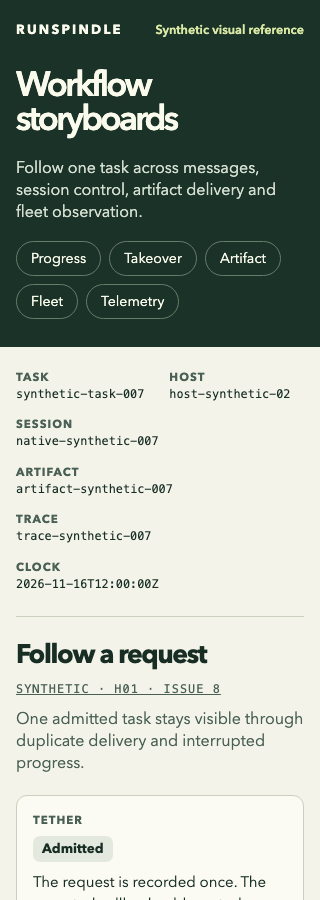 RUNSPINDLE
Synthetic visual reference
Workflow
storyboards
Follow one task across messages,
session control, artifact delivery and
fleet observation.
Progress
Takeover
Artifact
Fleet
Telemetry
TASK
synthetic-task-007
HOST
host-synthetic-02
SESSION
native-synthetic-007
ARTIFACT
artifact-synthetic-007
TRACE
trace-synthetic-007
CLOCK
2026-11-16T12:00:00Z
Follow a request
SYNTHETIC · H01 · ISSUE 8
One admitted task stays visible through
duplicate delivery and interrupted
progress.
TETHER
Admitted
The request is recorded once. The